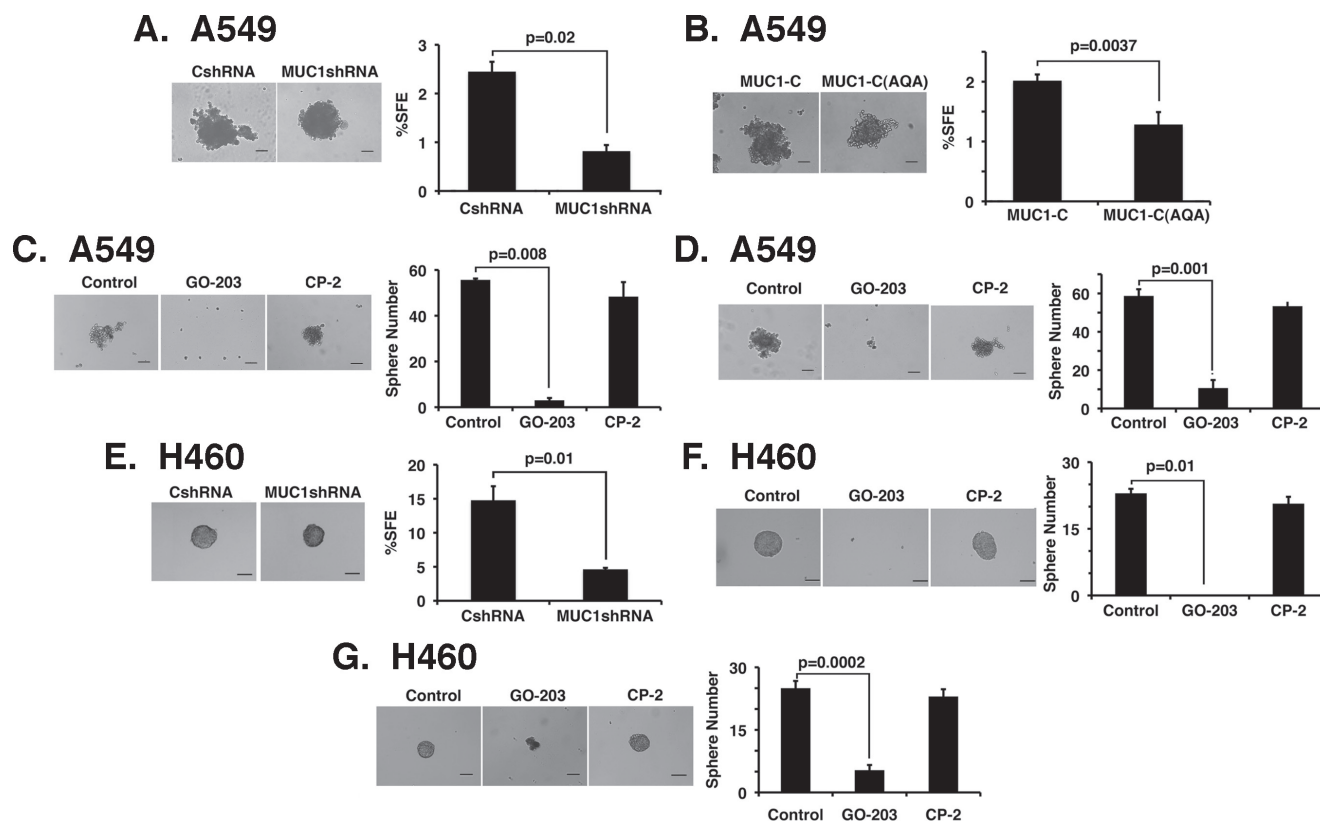 A. A549
CshRNA MUC1shRNA
%SFE
3
2
1
0
p=0.02
CshRNA MUC1shRNA
B. A549
MUC1-C MUC1-C(AQA)
%SFE
2
1
0
p=0.0037
MUC1-C MUC1-C(AQA)
C. A549
Control GO-203 CP-2
Sphere Number
60
40
20
0
p=0.008
Control GO-203 CP-2
D. A549
Control GO-203 CP-2
Sphere Number
60
40
20
0
p=0.001
Control GO-203 CP-2
E. H460
CshRNA MUC1shRNA
%SFE
20
15
10
5
0
p=0.01
CshRNA MUC1shRNA
F. H460
Control GO-203 CP-2
Sphere Number
30
15
0
p=0.01
Control GO-203 CP-2
G. H460
Control GO-203 CP-2
Sphere Number
30
15
0
p=0.0002
Control GO-203 CP-2